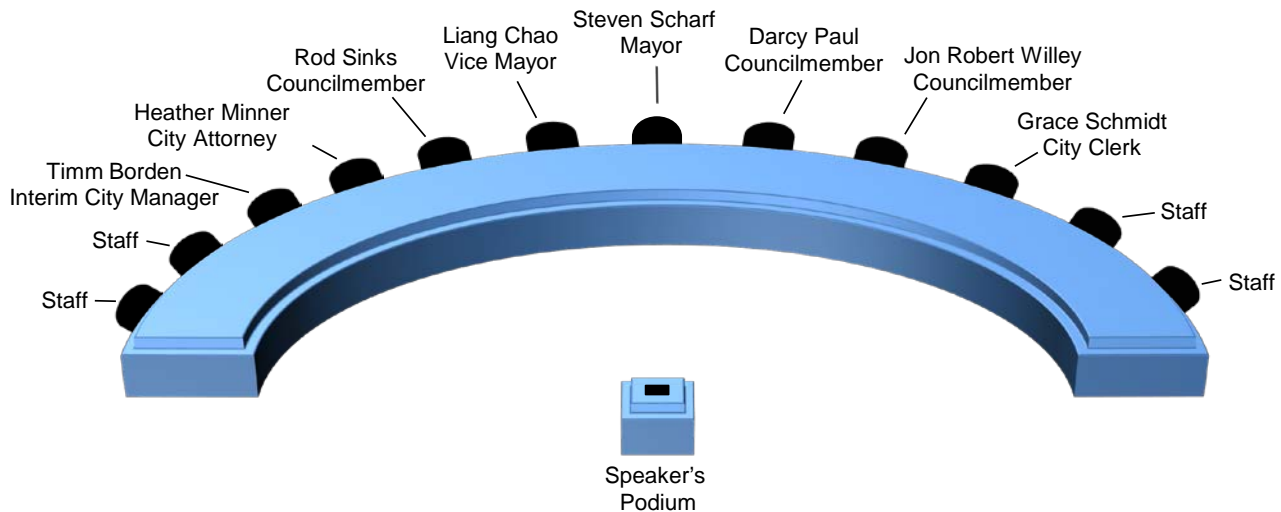 Steven Scharf
Mayor
Liang Chao
Vice Mayor
Darcy Paul
Councilmember
Rod Sinks
Councilmember
Jon Robert Willey
Councilmember
Heather Minner
City Attorney
Grace Schmidt
City Clerk
Timm Borden
Interim City Manager
Staff
Staff
Staff
Staff
Speaker’s
Podium